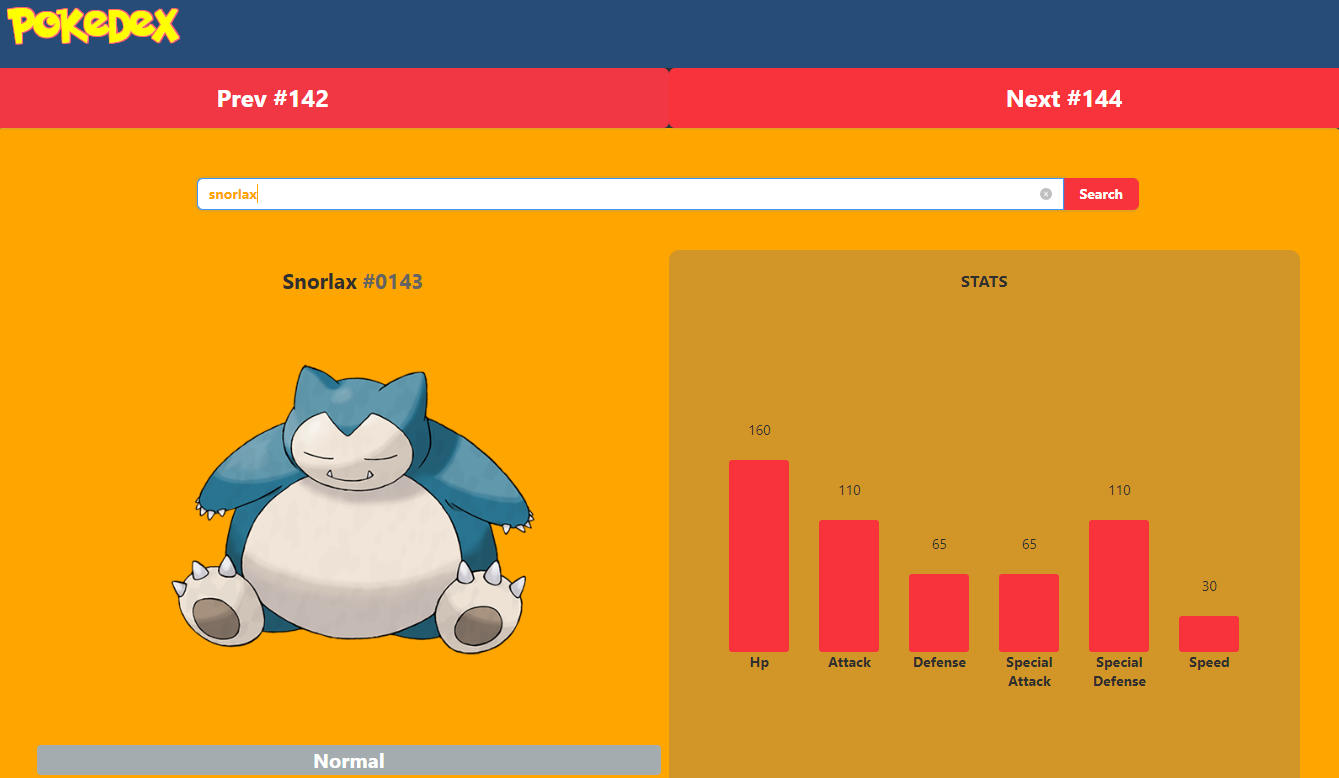 POKEDEX
Prev #142
Next #144
snorlax
Search
Snorlax #0143
STATS
160
110
65
65
110
30
Hp
Attack
Defense
Special
Attack
Special
Defense
Speed
Normal